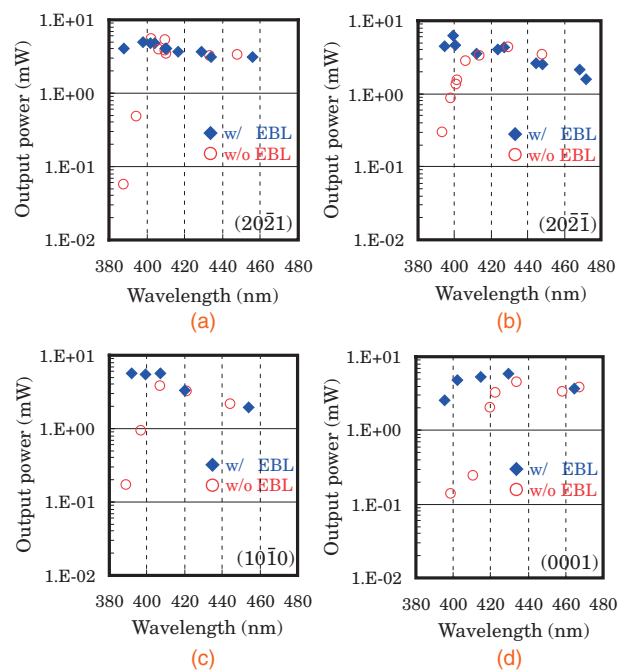 Output power (mW)
1.E+01
1.E+00
1.E-01
1.E-02
w/ EBL
w/o EBL
(202̄1)
380 400 420 440 460 480
Wavelength (nm)
(a)
Output power (mW)
1.E+01
1.E+00
1.E-01
1.E-02
w/ EBL
w/o EBL
(202̄1̄)
380 400 420 440 460 480
Wavelength (nm)
(b)
Output power (mW)
1.E+01
1.E+00
1.E-01
1.E-02
w/ EBL
w/o EBL
(101̄0)
380 400 420 440 460 480
Wavelength (nm)
(c)
Output power (mW)
1.E+01
1.E+00
1.E-01
1.E-02
w/ EBL
w/o EBL
(0001)
380 400 420 440 460 480
Wavelength (nm)
(d)